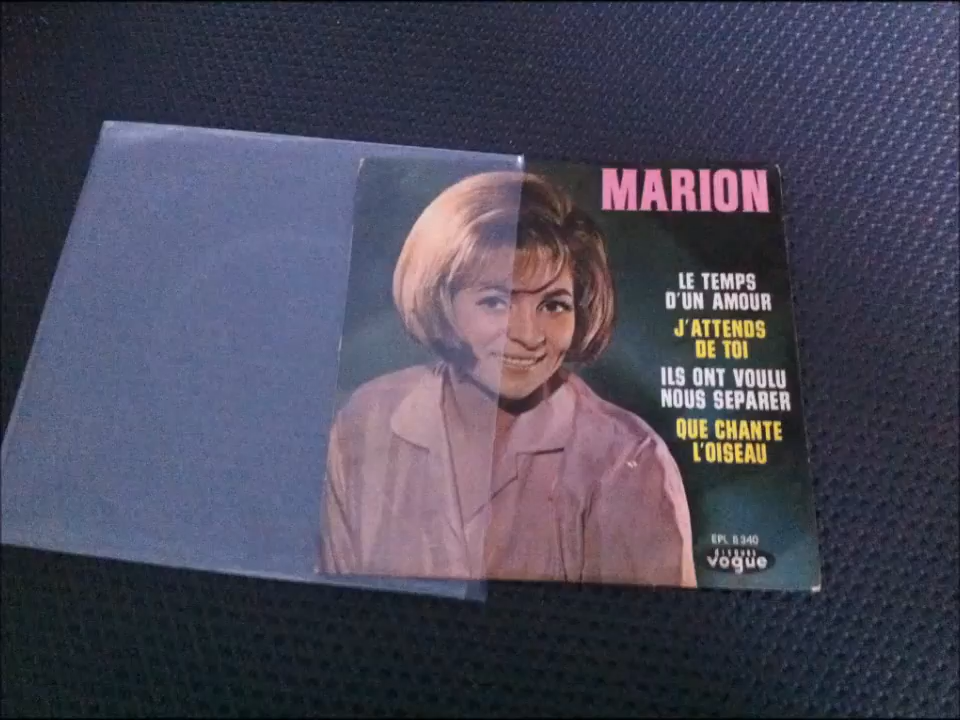 MARION
LE TEMPS
D'UN AMOUR
J'ATTENDS
DE TOI
ILS ONT VOULU
NOUS SEPARER
QUE CHANTE
L'OISEAU
EPL 8340
DISQUES
vogue